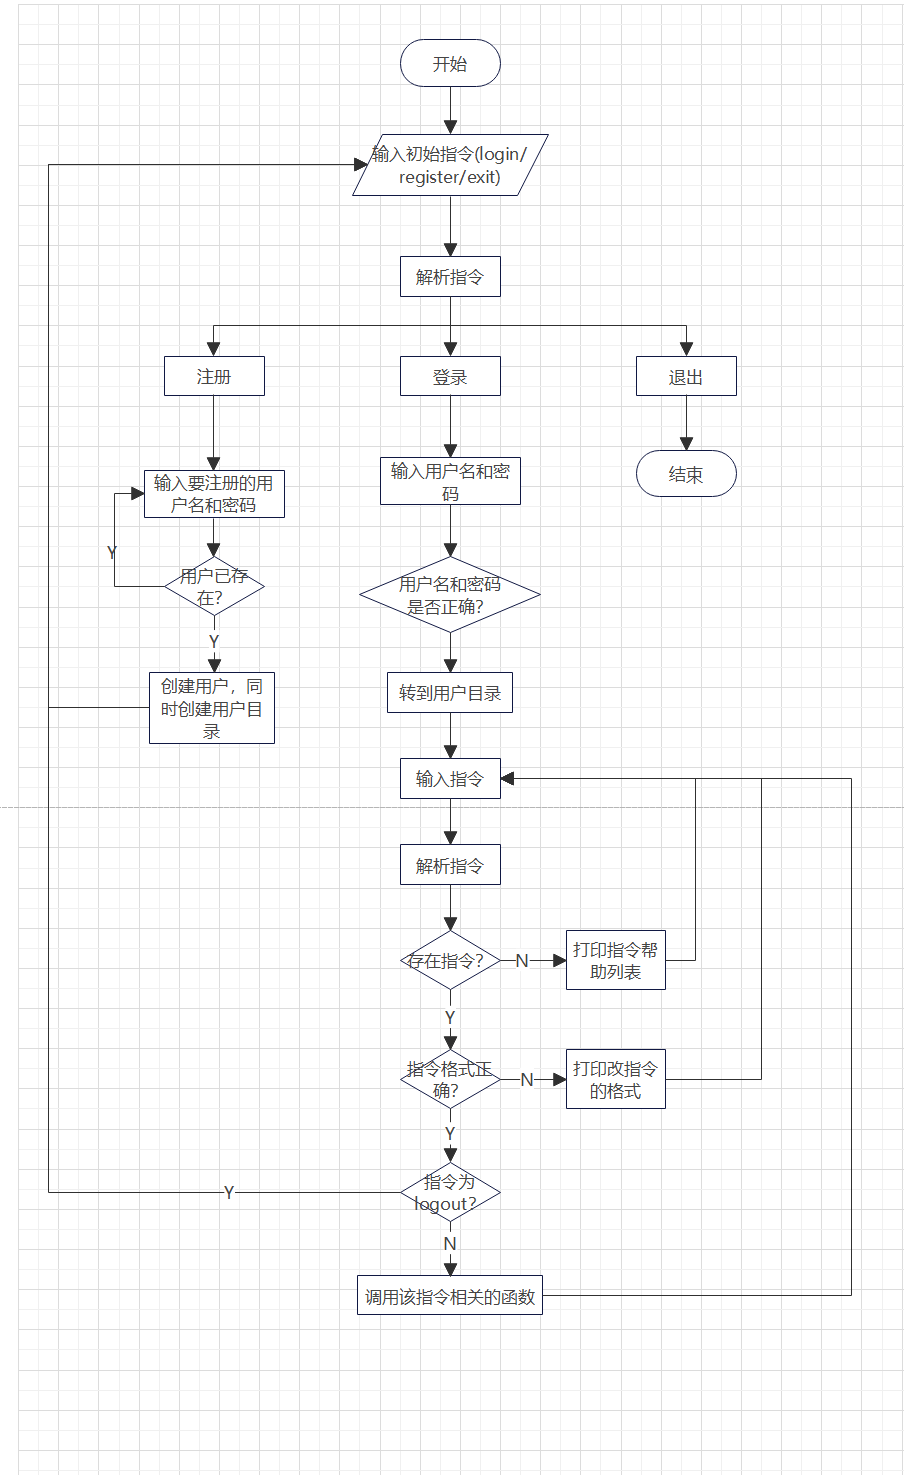 开始
输入初始指令(login/
register/exit)
解析指令
注册
登录
退出
输入要注册的用
户名和密码
输入用户名和密
码
结束
Y
用户已存
在?
用户名和密码
是否正确?
Y
创建用户，同
时创建用户目
录
转到用户目录
输入指令
解析指令
存在指令?
N
打印指令帮
助列表
Y
指令格式正
确?
N
打印改指令
的格式
Y
指令为
logout?
Y
N
调用该指令相关的函数